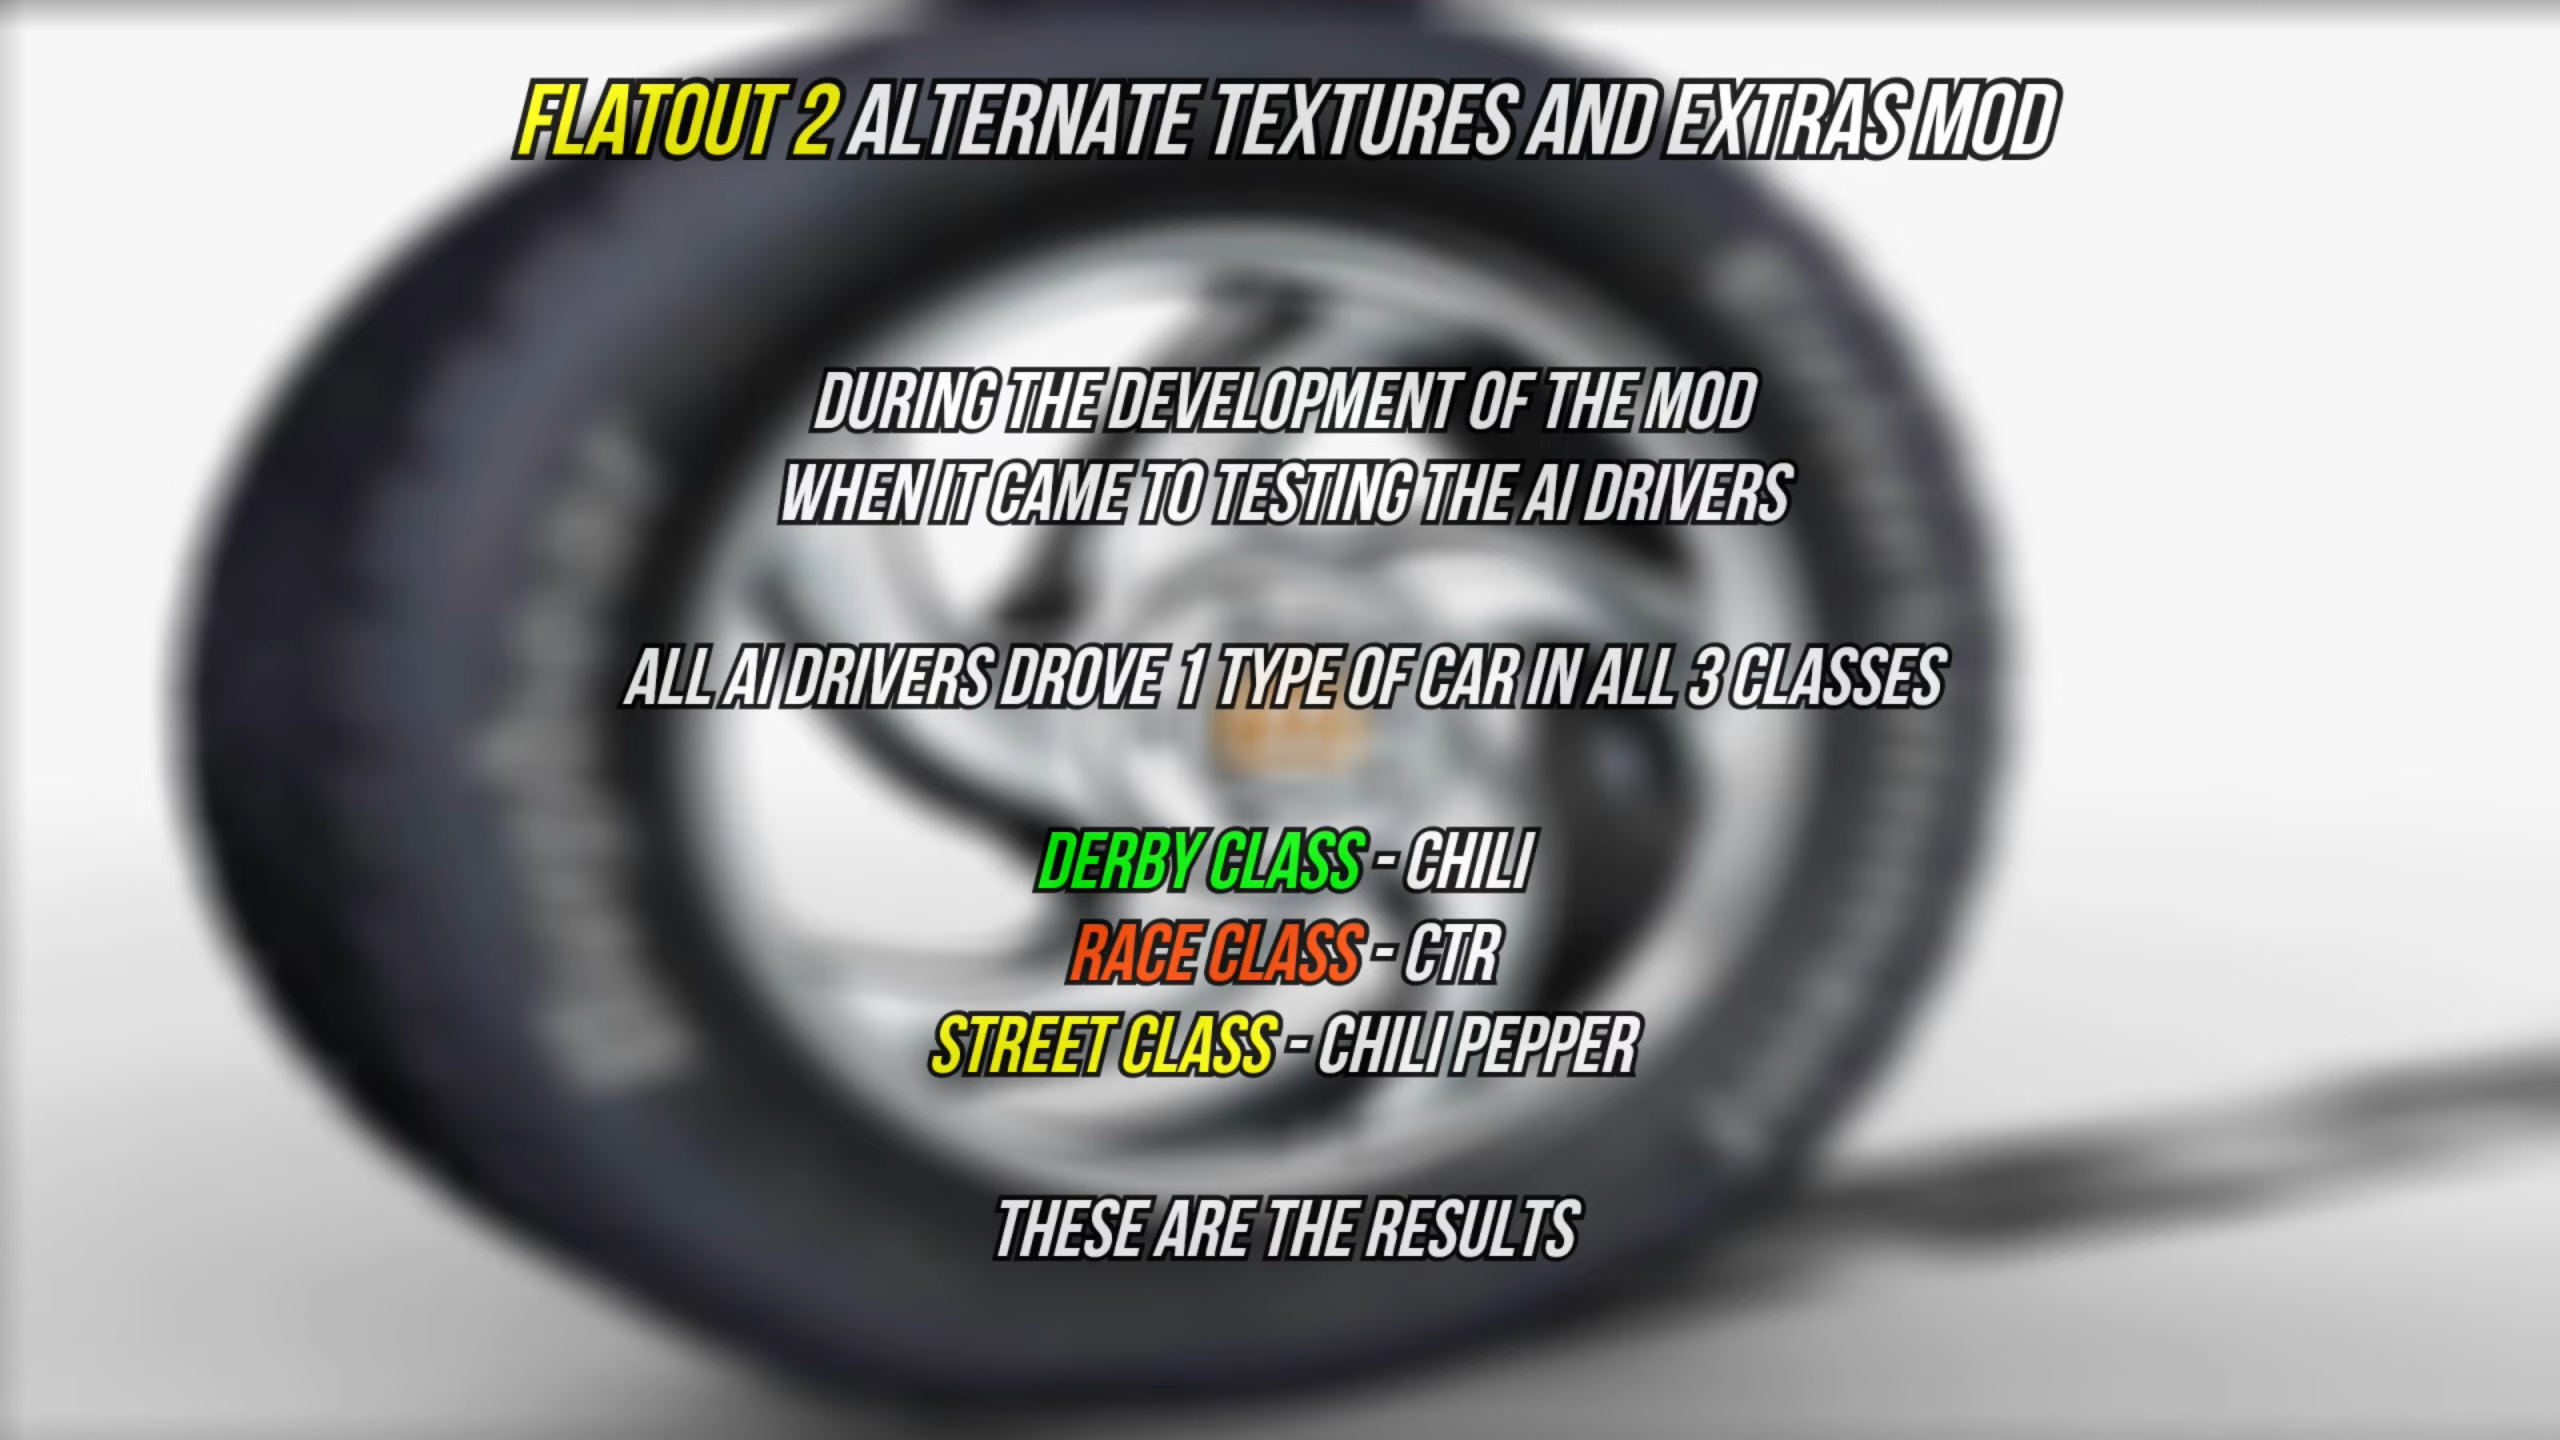 FLATOUT 2 ALTERNATE TEXTURES AND EXTRAS MOD
DURING THE DEVELOPMENT OF THE MOD
WHEN IT CAME TO TESTING THE AI DRIVERS
ALL AI DRIVERS DROVE 1 TYPE OF CAR IN ALL 3 CLASSES
DERBY CLASS - CHILI
RACE CLASS - CTR
STREET CLASS - CHILI PEPPER
THESE ARE THE RESULTS